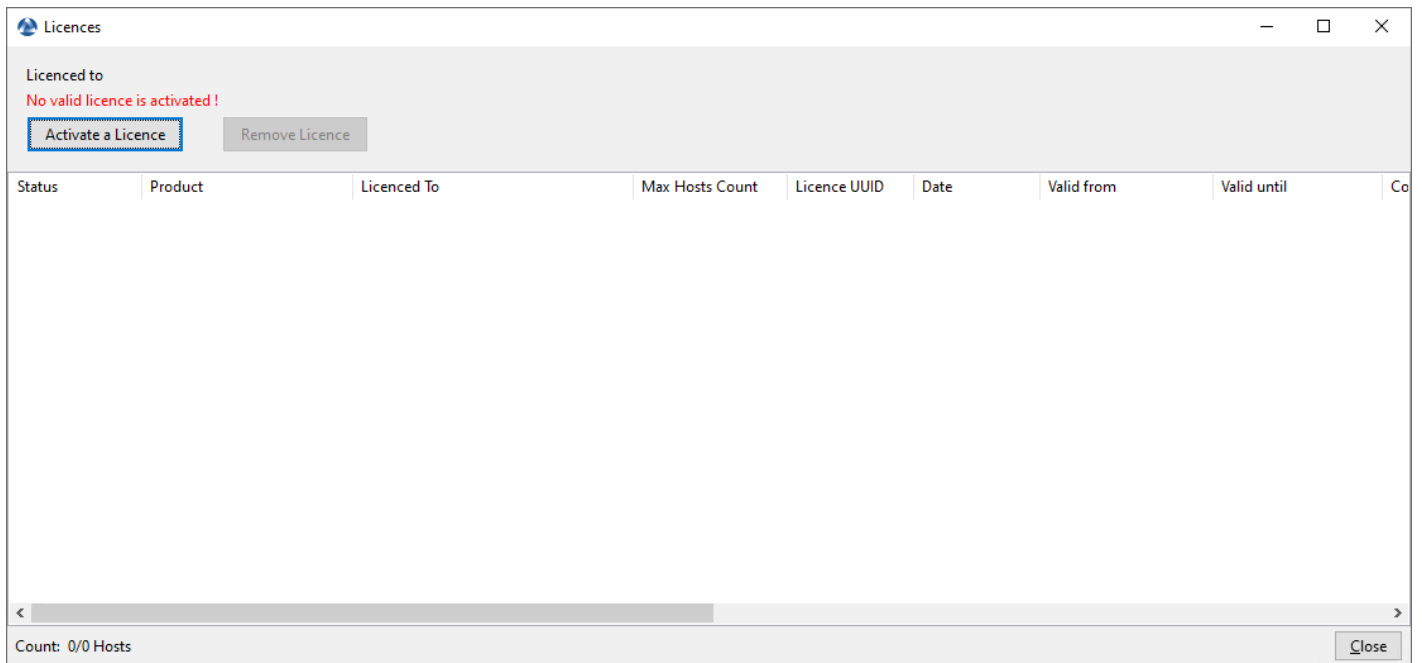 Licences
Licenced to
No valid licence is activated !
Activate a Licence Remove Licence
Status Product Licenced To Max Hosts Count Licence UUID Date Valid from Valid until Co
Count: 0/0 Hosts Close